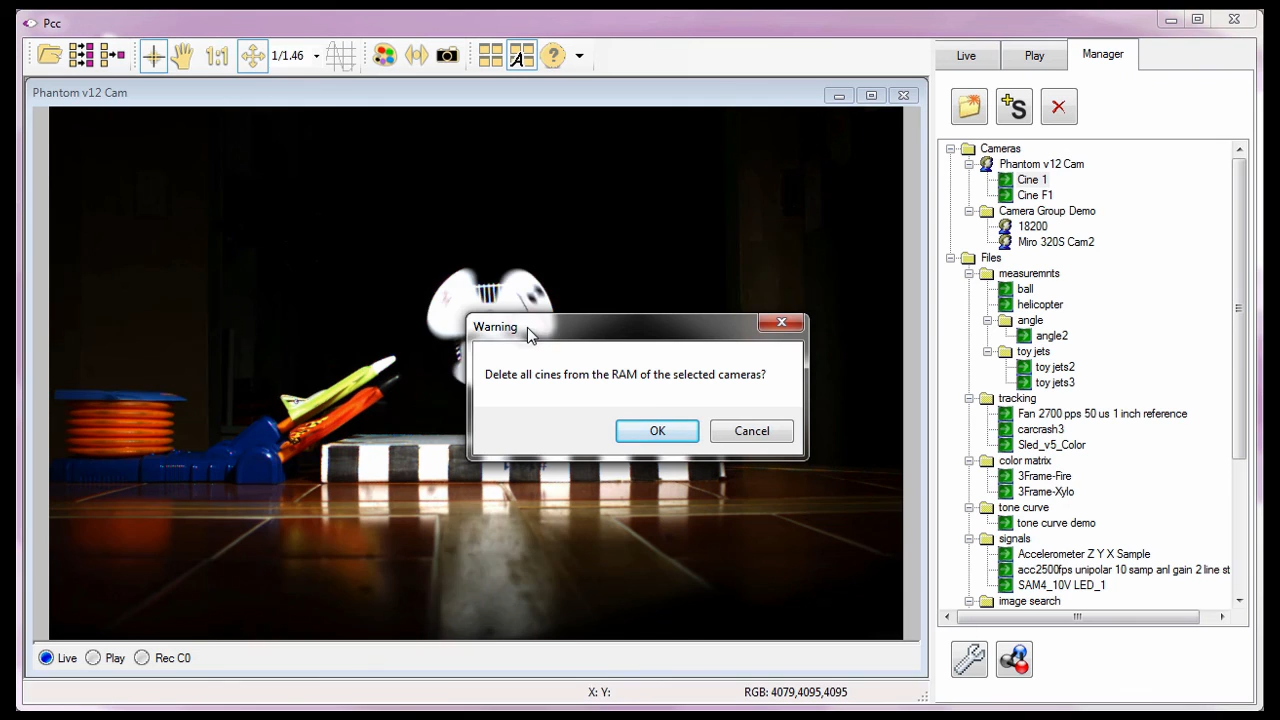 Pcc
1:1
1/1.46
A
?
Live
Play
Manager
+S
Phantom v12 Cam
Cameras
Phantom v12 Cam
Cine 1
Cine F1
Camera Group Demo
18200
Miro 320S Cam2
Files
measuremnts
ball
helicopter
angle
angle2
toy jets
toy jets2
toy jets3
tracking
Fan 2700 pps 50 us 1 inch reference
carcrash3
Sled_v5_Color
color matrix
3Frame-Fire
3Frame-Xylo
tone curve
tone curve demo
signals
Accelerometer Z Y X Sample
acc2500fps unipolar 10 samp anl gain 2 line st
SAM4_10V LED_1
image search
Warning
Delete all cines from the RAM of the selected cameras?
OK
Cancel
Live
Play
Rec C0
X: Y:
RGB: 4079,4095,4095